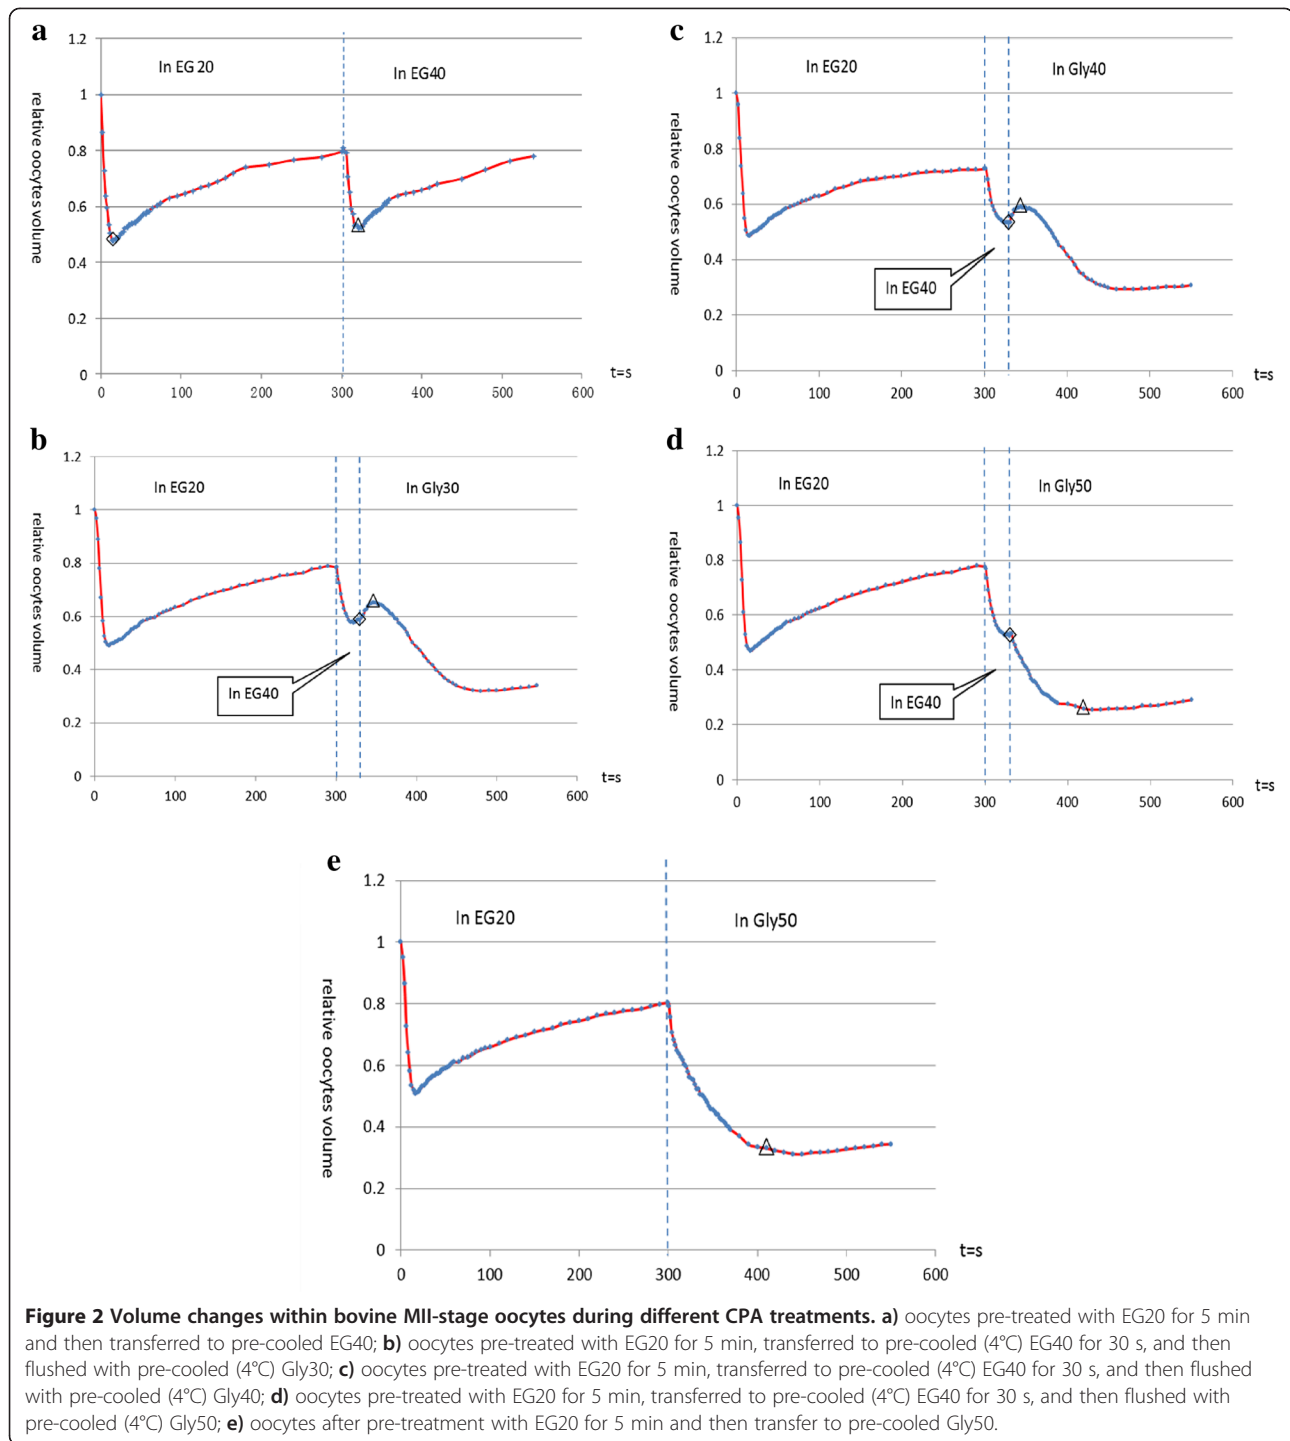 a
1.2
1
0.8
0.6
0.4
0.2
0
relative oocytes volume
In EG20
In EG40
0 100 200 300 400 500 600
t=s
c
1.2
1
0.8
0.6
0.4
0.2
0
relative oocytes volume
In EG20
In Gly40
In EG40
0 100 200 300 400 500 600
t=s
b
1.2
1
0.8
0.6
0.4
0.2
0
relative oocytes volume
In EG20
In Gly30
In EG40
0 100 200 300 400 500 600
t=s
d
1.2
1
0.8
0.6
0.4
0.2
0
relative oocytes volume
In EG20
In Gly50
In EG40
0 100 200 300 400 500 600
t=s
e
1.2
1
0.8
0.6
0.4
0.2
0
relative oocytes volume
In EG20
In Gly50
0 100 200 300 400 500 600
t=s
Figure 2 Volume changes within bovine MII-stage oocytes during different CPA treatments. a) oocytes pre-treated with EG20 for 5 min
and then transferred to pre-cooled EG40; b) oocytes pre-treated with EG20 for 5 min, transferred to pre-cooled (4°C) EG40 for 30 s, and then
flushed with pre-cooled (4°C) Gly30; c) oocytes pre-treated with EG20 for 5 min, transferred to pre-cooled (4°C) EG40 for 30 s, and then flushed
with pre-cooled (4°C) Gly40; d) oocytes pre-treated with EG20 for 5 min, transferred to pre-cooled (4°C) EG40 for 30 s, and then flushed with
pre-cooled (4°C) Gly50; e) oocytes after pre-treatment with EG20 for 5 min and then transfer to pre-cooled Gly50.